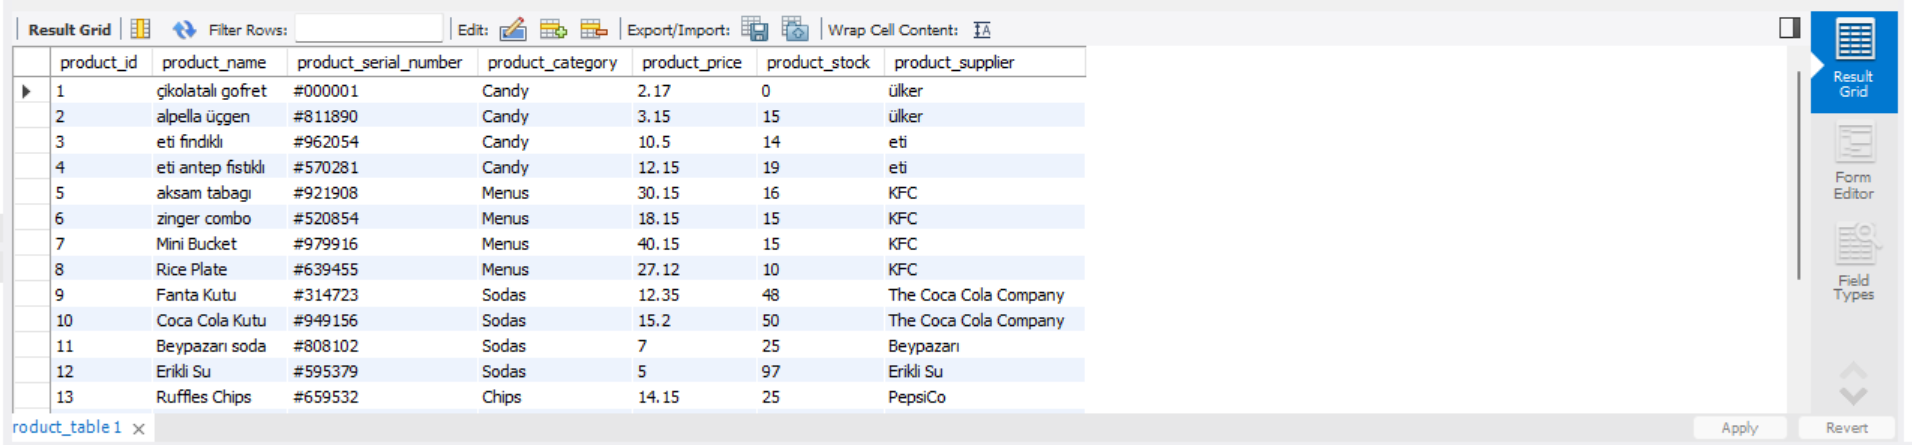 Result Grid Filter Rows: Edit: Export/Import: Wrap Cell Content: IA
product_id product_name product_serial_number product_category product_price product_stock product_supplier
1 çikolatalı gofret #000001 Candy 2.17 0 ülker
2 alpella üçgen #811890 Candy 3.15 15 ülker
3 eti fındıklı #962054 Candy 10.5 14 eti
4 eti antep fıstıklı #570281 Candy 12.15 19 eti
5 aksam tabagı #921908 Menus 30.15 16 KFC
6 zinger combo #520854 Menus 18.15 15 KFC
7 Mini Bucket #979916 Menus 40.15 15 KFC
8 Rice Plate #639455 Menus 27.12 10 KFC
9 Fanta Kutu #314723 Sodas 12.35 48 The Coca Cola Company
10 Coca Cola Kutu #949156 Sodas 15.2 50 The Coca Cola Company
11 Beypazarı soda #808102 Sodas 7 25 Beypazarı
12 Erikli Su #595379 Sodas 5 97 Erikli Su
13 Ruffles Chips #659532 Chips 14.15 25 PepsiCo
roduct_table 1
Result
Grid
Form
Editor
Field
Types
Apply Revert